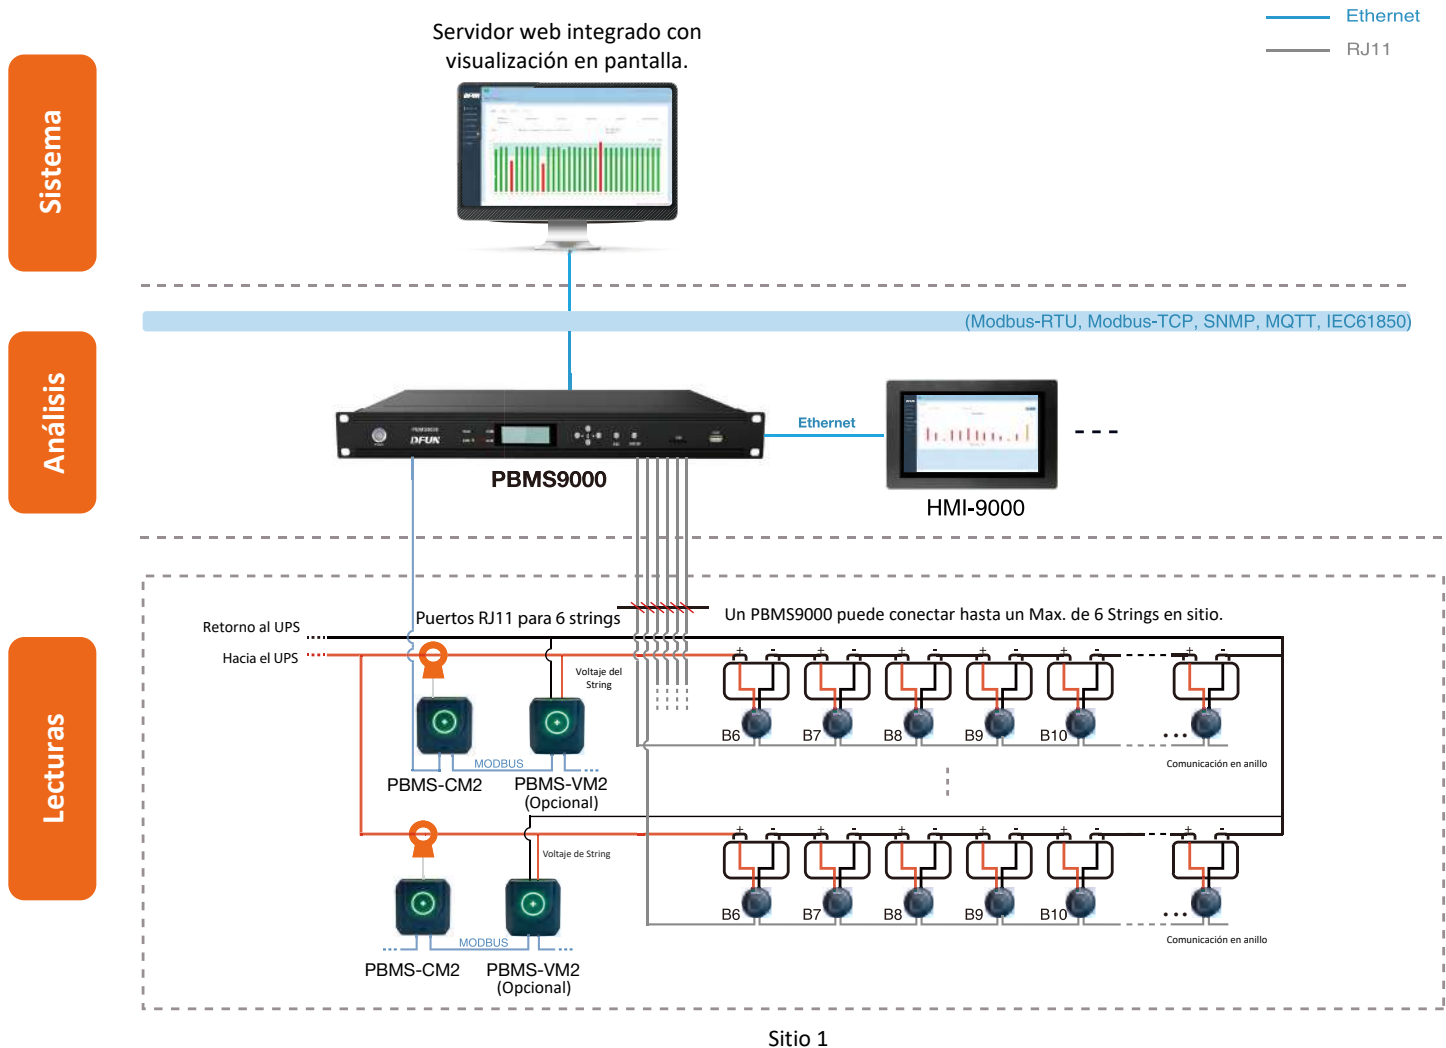 Ethernet
RJ11
Servidor web integrado con
visualización en pantalla.
Sistema
(Modbus-RTU, Modbus-TCP, SNMP, MQTT, IEC61850)
Análisis
DFUN
Ethernet
PBMS9000
HMI-9000
Lecturas
Puertos RJ11 para 6 strings
Un PBMS9000 puede conectar hasta un Max. de 6 Strings en sitio.
Retorno al UPS
Hacia el UPS
Voltaje del
String
+ - + - + - + - + - + -
B6 B7 B8 B9 B10
MODBUS
Comunicación en anillo
PBMS-CM2
PBMS-VM2
(Opcional)
+ - + - + - + - + - + -
Voltaje de String
B6 B7 B8 B9 B10
MODBUS
Comunicación en anillo
PBMS-CM2
PBMS-VM2
(Opcional)
Sitio 1